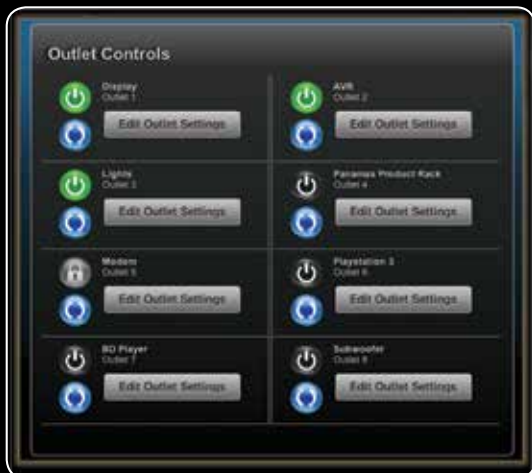 Outlet Controls
Display
Outlet 1
Edit Outlet Settings
AVR
Outlet 2
Edit Outlet Settings
Lights
Outlet 3
Edit Outlet Settings
Panamax Product Rack
Outlet 4
Edit Outlet Settings
Modem
Outlet 5
Edit Outlet Settings
Playstation 3
Outlet 6
Edit Outlet Settings
BD Player
Outlet 7
Edit Outlet Settings
Subwoofer
Outlet 8
Edit Outlet Settings